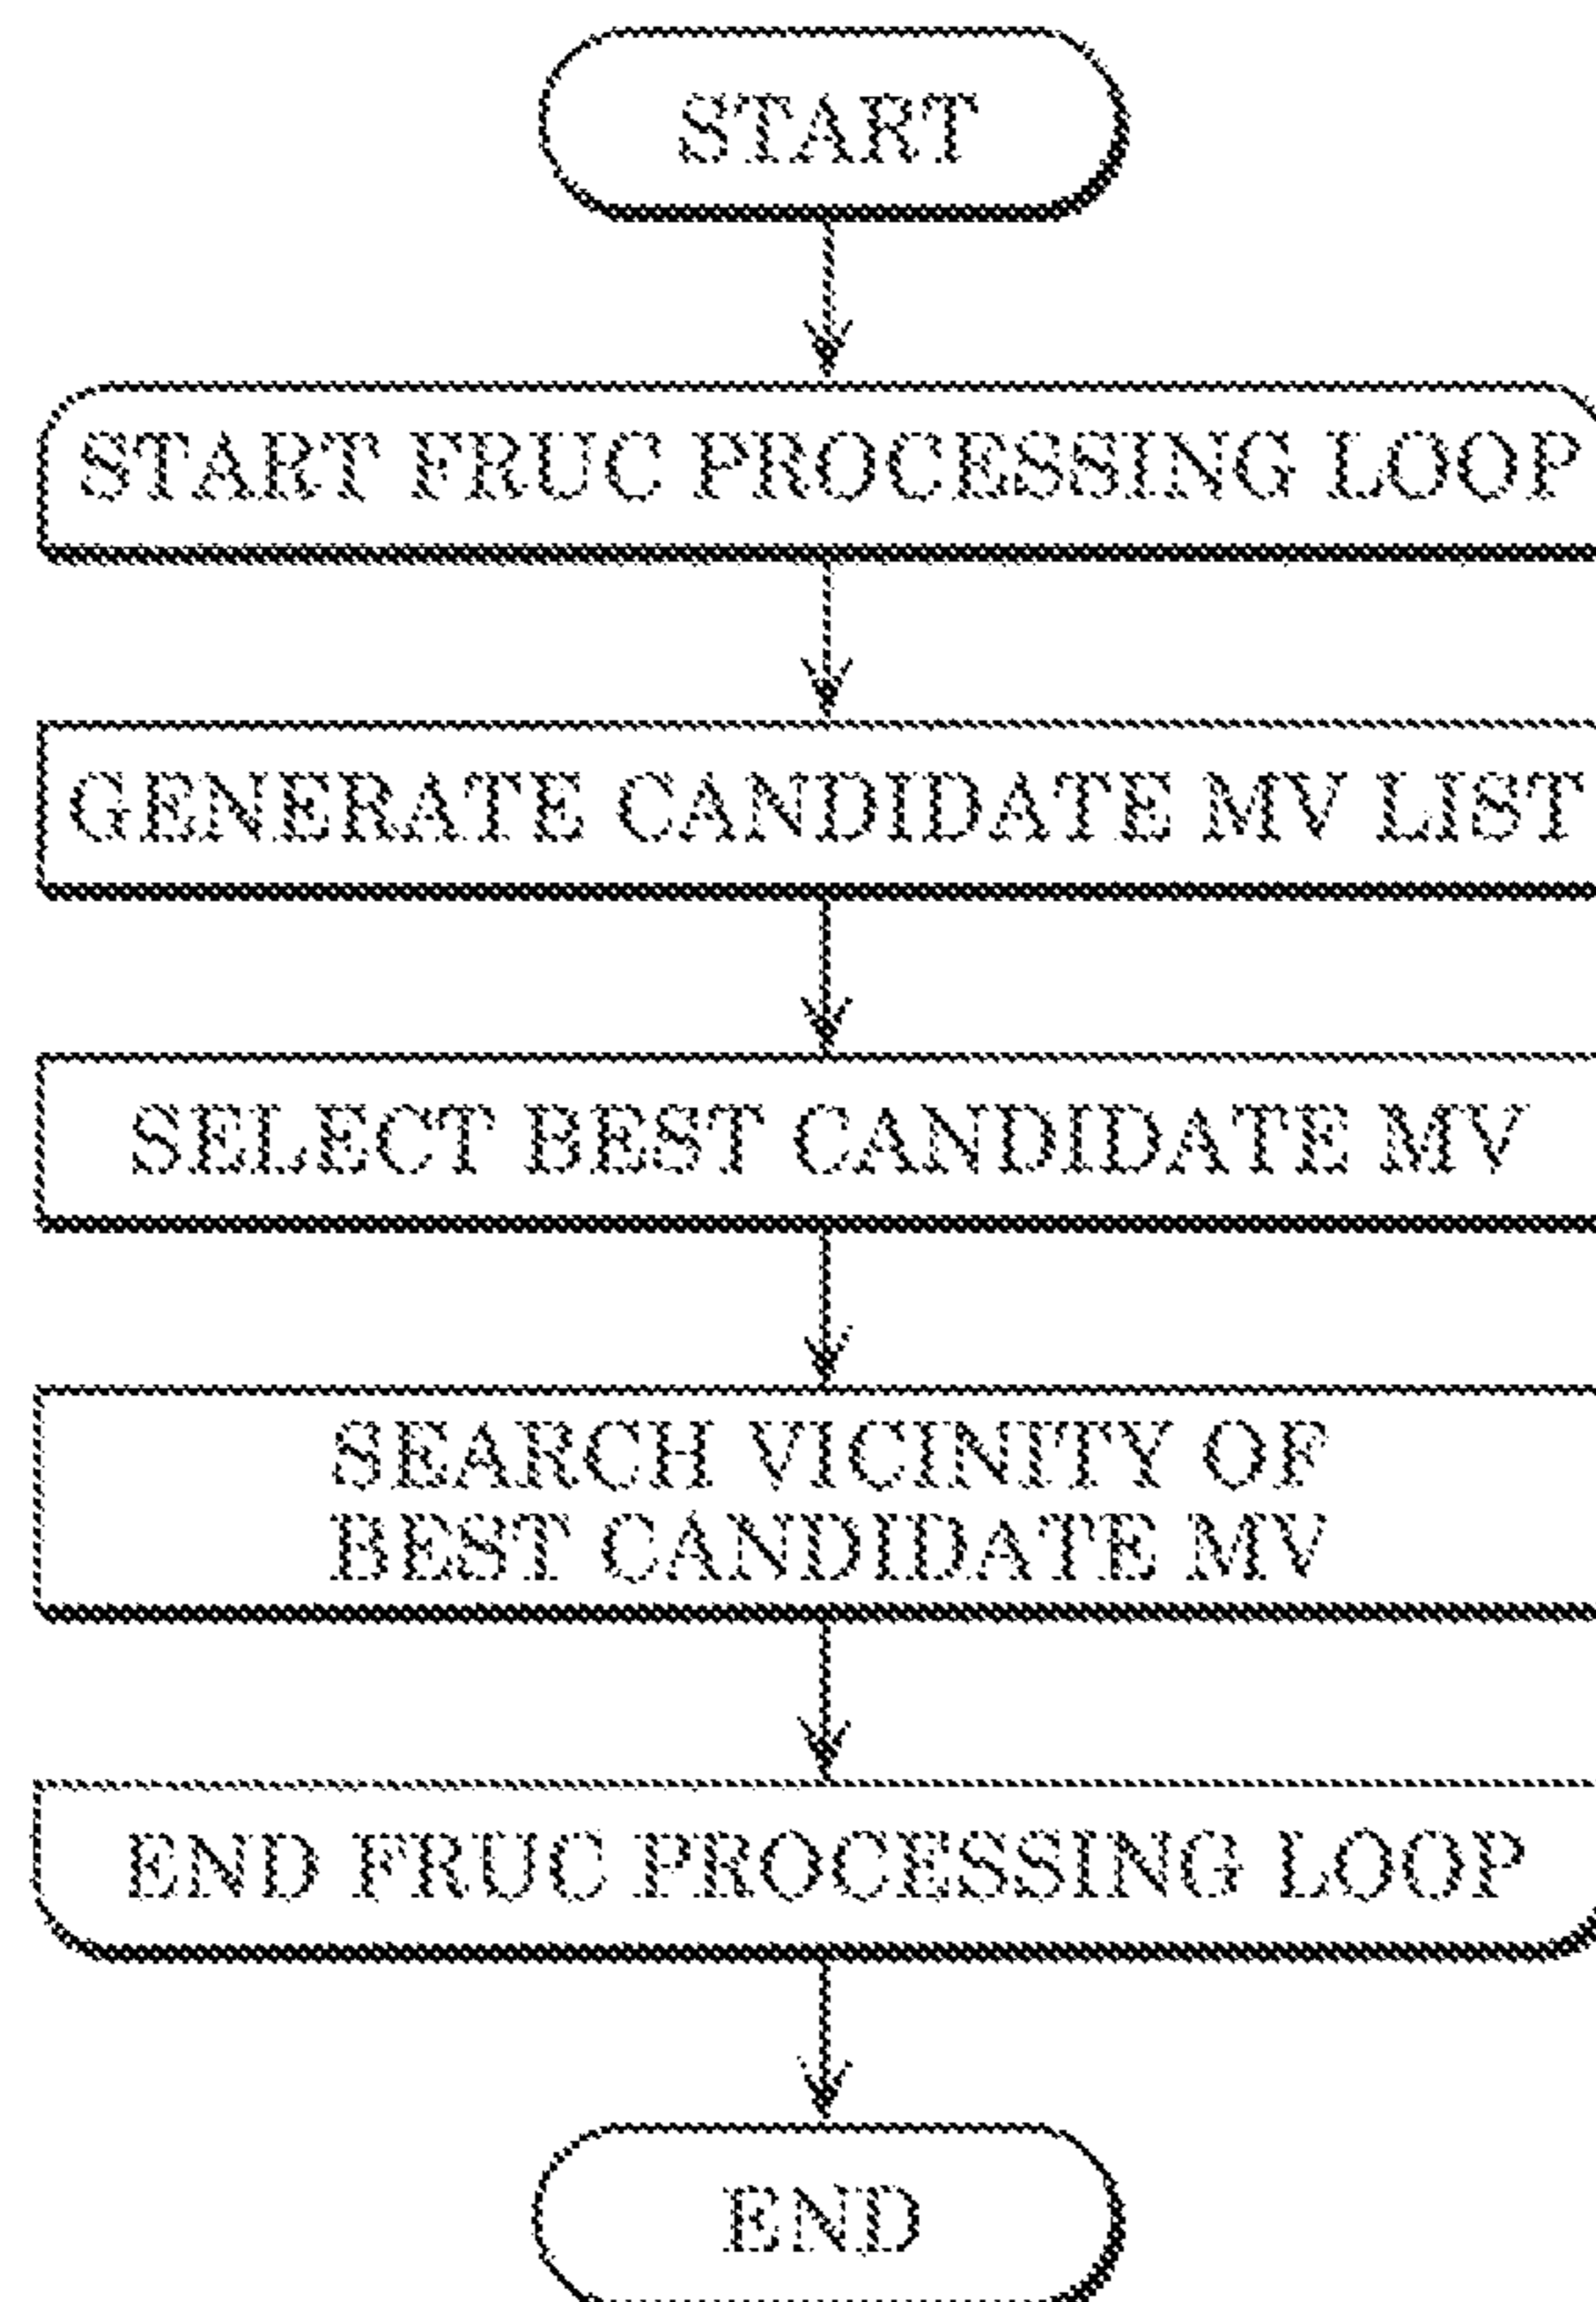 START
START FRUC PROCESSING LOOP
GENERATE CANDIDATE MV LIST
SELECT BEST CANDIDATE MV
SEARCH VICINITY OF
BEST CANDIDATE MV
END FRUC PROCESSING LOOP
END